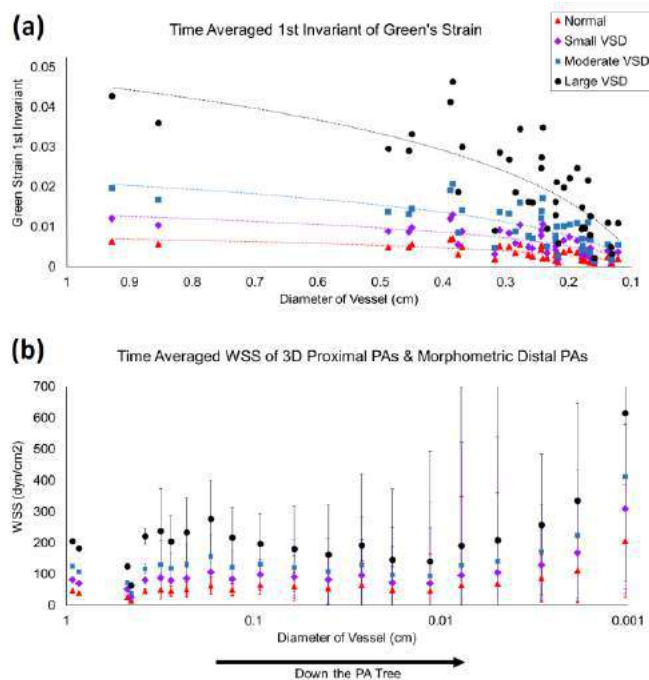 (a)
Time Averaged 1st Invariant of Green's Strain
Normal
Small VSD
Moderate VSD
Large VSD
Green Strain 1st Invariant
0.05
0.04
0.03
0.02
0.01
0
1 0.9 0.8 0.7 0.6 0.5 0.4 0.3 0.2 0.1
Diameter of Vessel (cm)
(b)
Time Averaged WSS of 3D Proximal PAs & Morphometric Distal PAs
WSS (dyn/cm2)
700
600
500
400
300
200
100
0
1 0.1 0.01 0.001
Diameter of Vessel (cm)
Down the PA Tree